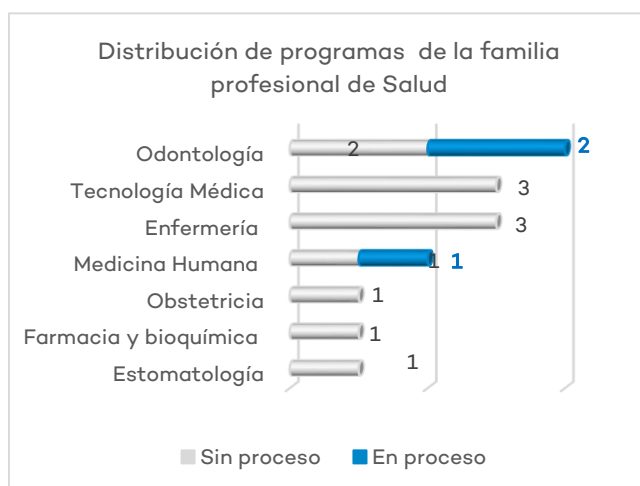 Distribución de programas de la familia
profesional de Salud
Odontología 2 2
Tecnología Médica 3
Enfermería 3
Medicina Humana 1 1
Obstetricia 1
Farmacia y bioquímica 1
Estomatología 1
Sin proceso En proceso